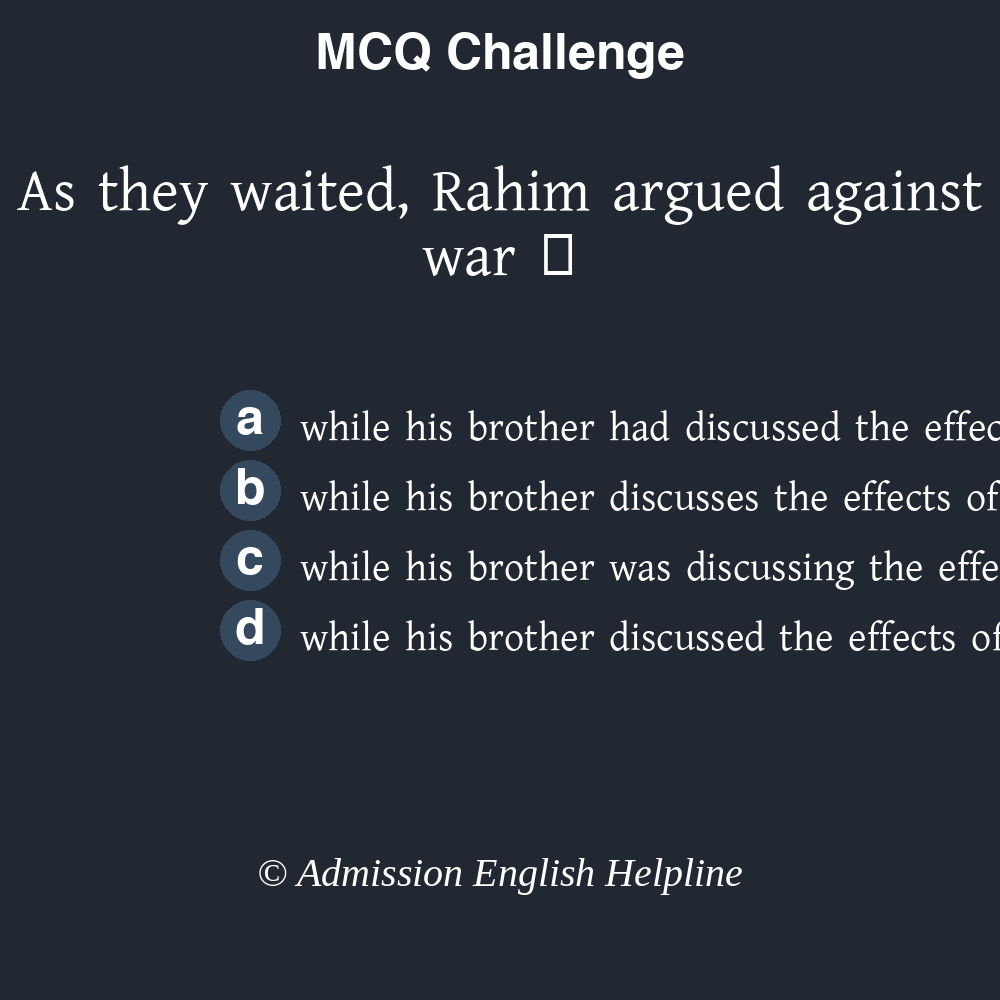 MCQ Challenge
As they waited, Rahim argued against
war
a while his brother had discussed the
b while his brother discusses the effects of
c while his brother was discussing the
d while his brother discussed the effects of
© Admission English Helpline